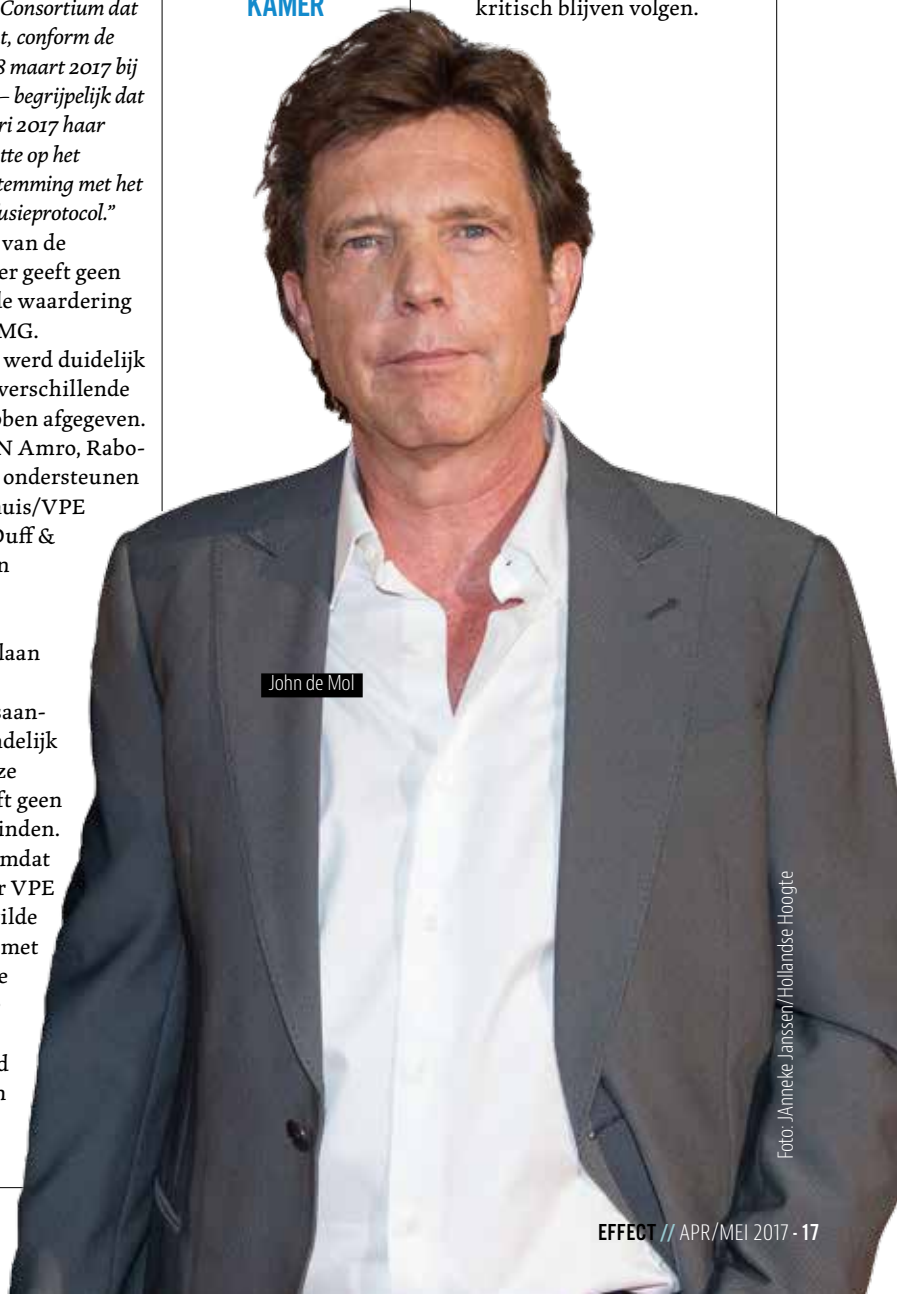 Consortium dat
t, conform de
8 maart 2017 bij
– begrijpelijk dat
ri 2017 haar
tte op het
temming met het
usieprotocol.”
van de
er geeft geen
le waardering
MG.
werd duidelijk
verschillende
ben afgegeven.
N Amro, Rabo-
ondersteunen
uis/VPE
Duff &
n
laan
saan-
delijk
ze
ft geen
inden.
mdat
r VPE
ilde
met
e
d
n
KAMER
kritisch blijven volgen.
John de Mol
Foto: JAnneke Janssen/Hollandse Hoogte
EFFECT // APR/MEI 2017 - 17